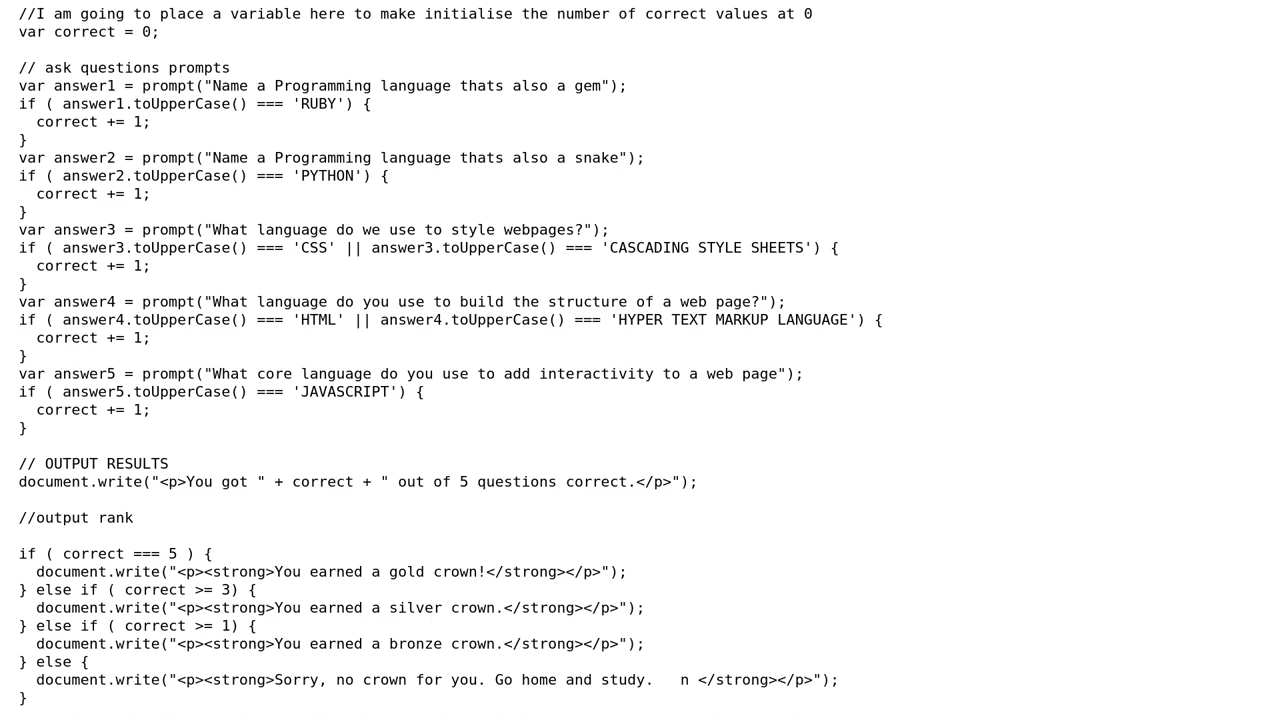 //I am going to place a variable here to make initialise the number of correct values at 0
var correct = 0;

// ask questions prompts
var answer1 = prompt("Name a Programming language thats also a gem");
if ( answer1.toUpperCase() === 'RUBY') {
  correct += 1;
}
var answer2 = prompt("Name a Programming language thats also a snake");
if ( answer2.toUpperCase() === 'PYTHON') {
  correct += 1;
}
var answer3 = prompt("What language do we use to style webpages?");
if ( answer3.toUpperCase() === 'CSS' || answer3.toUpperCase() === 'CASCADING STYLE SHEETS') {
  correct += 1;
}
var answer4 = prompt("What language do you use to build the structure of a web page?");
if ( answer4.toUpperCase() === 'HTML' || answer4.toUpperCase() === 'HYPER TEXT MARKUP LANGUAGE') {
  correct += 1;
}
var answer5 = prompt("What core language do you use to add interactivity to a web page");
if ( answer5.toUpperCase() === 'JAVASCRIPT') {
  correct += 1;
}

// OUTPUT RESULTS
document.write("<p>You got " + correct + " out of 5 questions correct.</p>");

//output rank

if ( correct === 5 ) {
  document.write("<p><strong>You earned a gold crown!</strong></p>");
} else if ( correct >= 3) {
  document.write("<p><strong>You earned a silver crown.</strong></p>");
} else if ( correct >= 1) {
  document.write("<p><strong>You earned a bronze crown.</strong></p>");
} else {
  document.write("<p><strong>Sorry, no crown for you. Go home and study.   n </strong></p>");
}